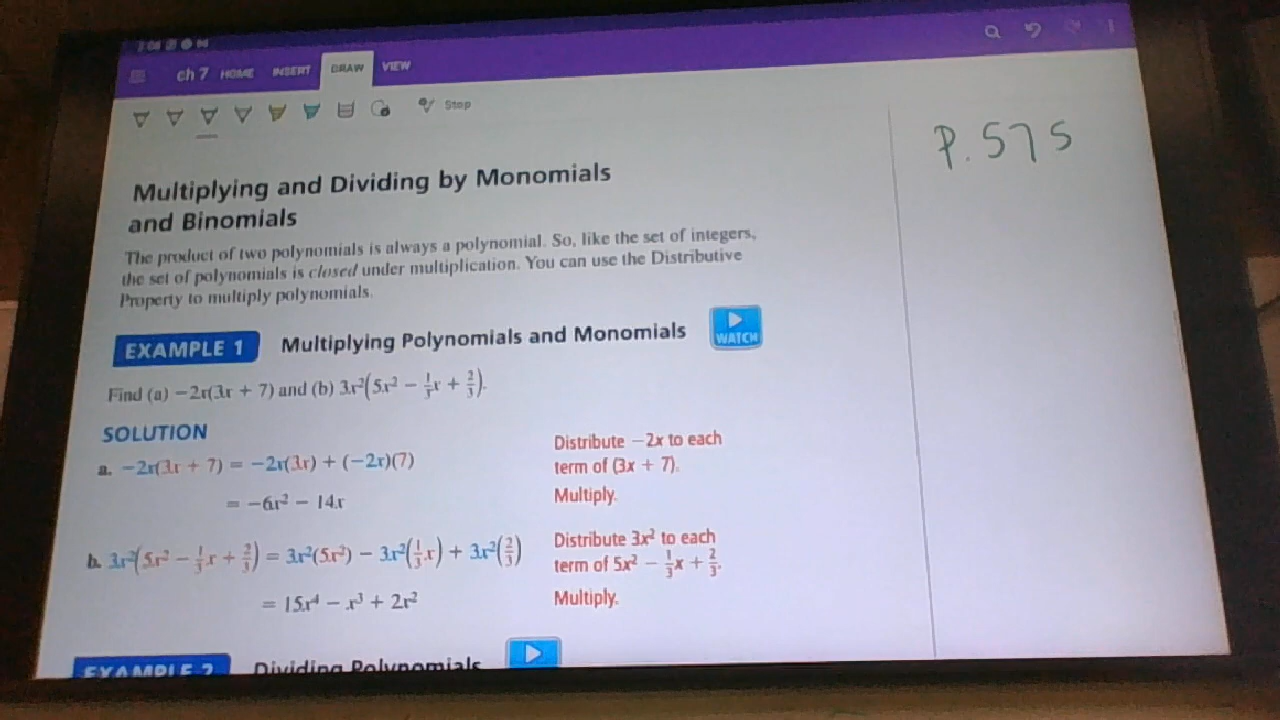 ch 7 HOME INSERT DRAW VIEW
Stop
P. 575
Multiplying and Dividing by Monomials
and Binomials
The product of two polynomials is always a polynomial. So, like the set of integers,
the set of polynomials is closed under multiplication. You can use the Distributive
Property to multiply polynomials.
EXAMPLE 1 Multiplying Polynomials and Monomials WATCH
Find (a) −2x(3x + 7) and (b) 3x²(5x² − 1/3x + 2/3).
SOLUTION
a. −2x(3x + 7) = −2x(3x) + (−2x)(7) Distribute −2x to each
term of (3x + 7).
= −6x² − 14x Multiply.
b. 3x²(5x² − 1/3x + 2/3) = 3x²(5x²) − 3x²(1/3x) + 3x²(2/3) Distribute 3x² to each
term of 5x² − 1/3x + 2/3.
= 15x⁴ − x³ + 2x² Multiply.
EXAMPLE 2 Dividing Polynomials